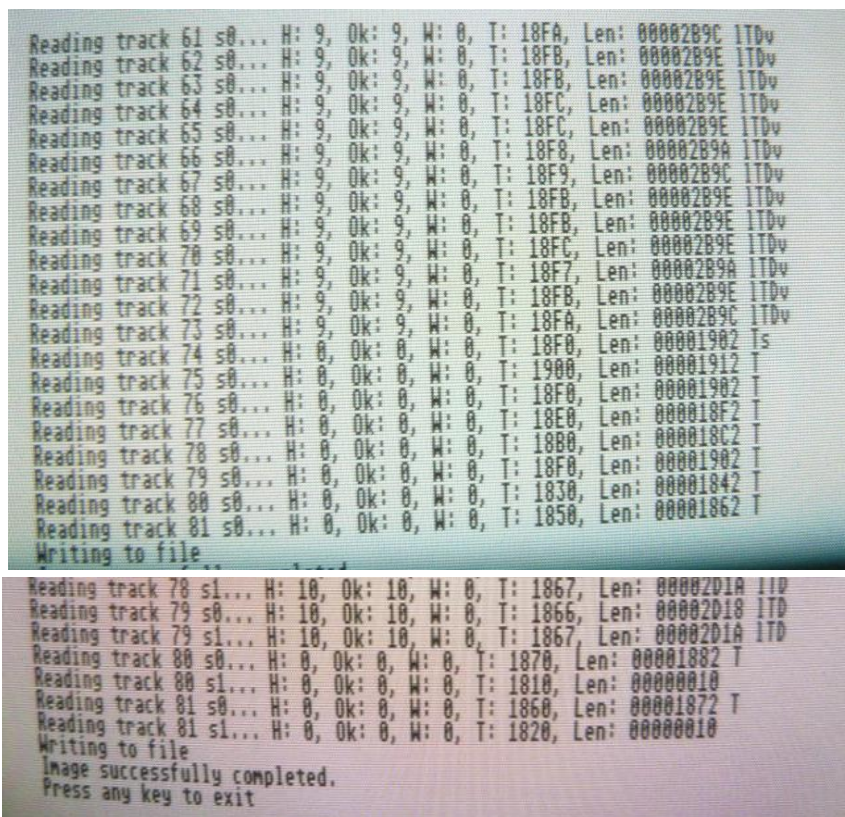 Reading track 61 s0... H: 9, Ok: 9, W: 0, T: 18FA, Len: 00002B9C lTDv
Reading track 62 s0... H: 9, Ok: 9, W: 0, T: 18FB, Len: 00002B9E lTDv
Reading track 63 s0... H: 9, Ok: 9, W: 0, T: 18FB, Len: 00002B9E lTDv
Reading track 64 s0... H: 9, Ok: 9, W: 0, T: 18FC, Len: 00002B9E lTDv
Reading track 65 s0... H: 9, Ok: 9, W: 0, T: 18FC, Len: 00002B9E lTDv
Reading track 66 s0... H: 9, Ok: 9, W: 0, T: 18F8, Len: 00002B9A lTDv
Reading track 67 s0... H: 9, Ok: 9, W: 0, T: 18F9, Len: 00002B9C lTDv
Reading track 68 s0... H: 9, Ok: 9, W: 0, T: 18FB, Len: 00002B9E lTDv
Reading track 69 s0... H: 9, Ok: 9, W: 0, T: 18FB, Len: 00002B9E lTDv
Reading track 70 s0... H: 9, Ok: 9, W: 0, T: 18FC, Len: 00002B9E lTDv
Reading track 71 s0... H: 9, Ok: 9, W: 0, T: 18F7, Len: 00002B9A lTDv
Reading track 72 s0... H: 9, Ok: 9, W: 0, T: 18FB, Len: 00002B9E lTDv
Reading track 73 s0... H: 9, Ok: 9, W: 0, T: 18FA, Len: 00002B9C lTDv
Reading track 74 s0... H: 0, Ok: 0, W: 0, T: 18F0, Len: 00001902 Ts
Reading track 75 s0... H: 0, Ok: 0, W: 0, T: 1900, Len: 00001912 T
Reading track 76 s0... H: 0, Ok: 0, W: 0, T: 18F0, Len: 00001902 T
Reading track 77 s0... H: 0, Ok: 0, W: 0, T: 18E0, Len: 000018F2 T
Reading track 78 s0... H: 0, Ok: 0, W: 0, T: 18B0, Len: 000018C2 T
Reading track 79 s0... H: 0, Ok: 0, W: 0, T: 18F0, Len: 00001902 T
Reading track 80 s0... H: 0, Ok: 0, W: 0, T: 1830, Len: 00001842 T
Reading track 81 s0... H: 0, Ok: 0, W: 0, T: 1850, Len: 00001862 T
Writing to file
Reading track 78 s1... H: 10, Ok: 10, W: 0, T: 1867, Len: 00002D1A lTD
Reading track 79 s0... H: 10, Ok: 10, W: 0, T: 1866, Len: 00002D18 lTD
Reading track 79 s1... H: 10, Ok: 10, W: 0, T: 1867, Len: 00002D1A lTD
Reading track 80 s0... H: 0, Ok: 0, W: 0, T: 1870, Len: 00001882 T
Reading track 80 s1... H: 0, Ok: 0, W: 0, T: 1810, Len: 00000010
Reading track 81 s0... H: 0, Ok: 0, W: 0, T: 1860, Len: 00001872 T
Reading track 81 s1... H: 0, Ok: 0, W: 0, T: 1820, Len: 00000010
Writing to file
Image successfully completed.
Press any key to exit